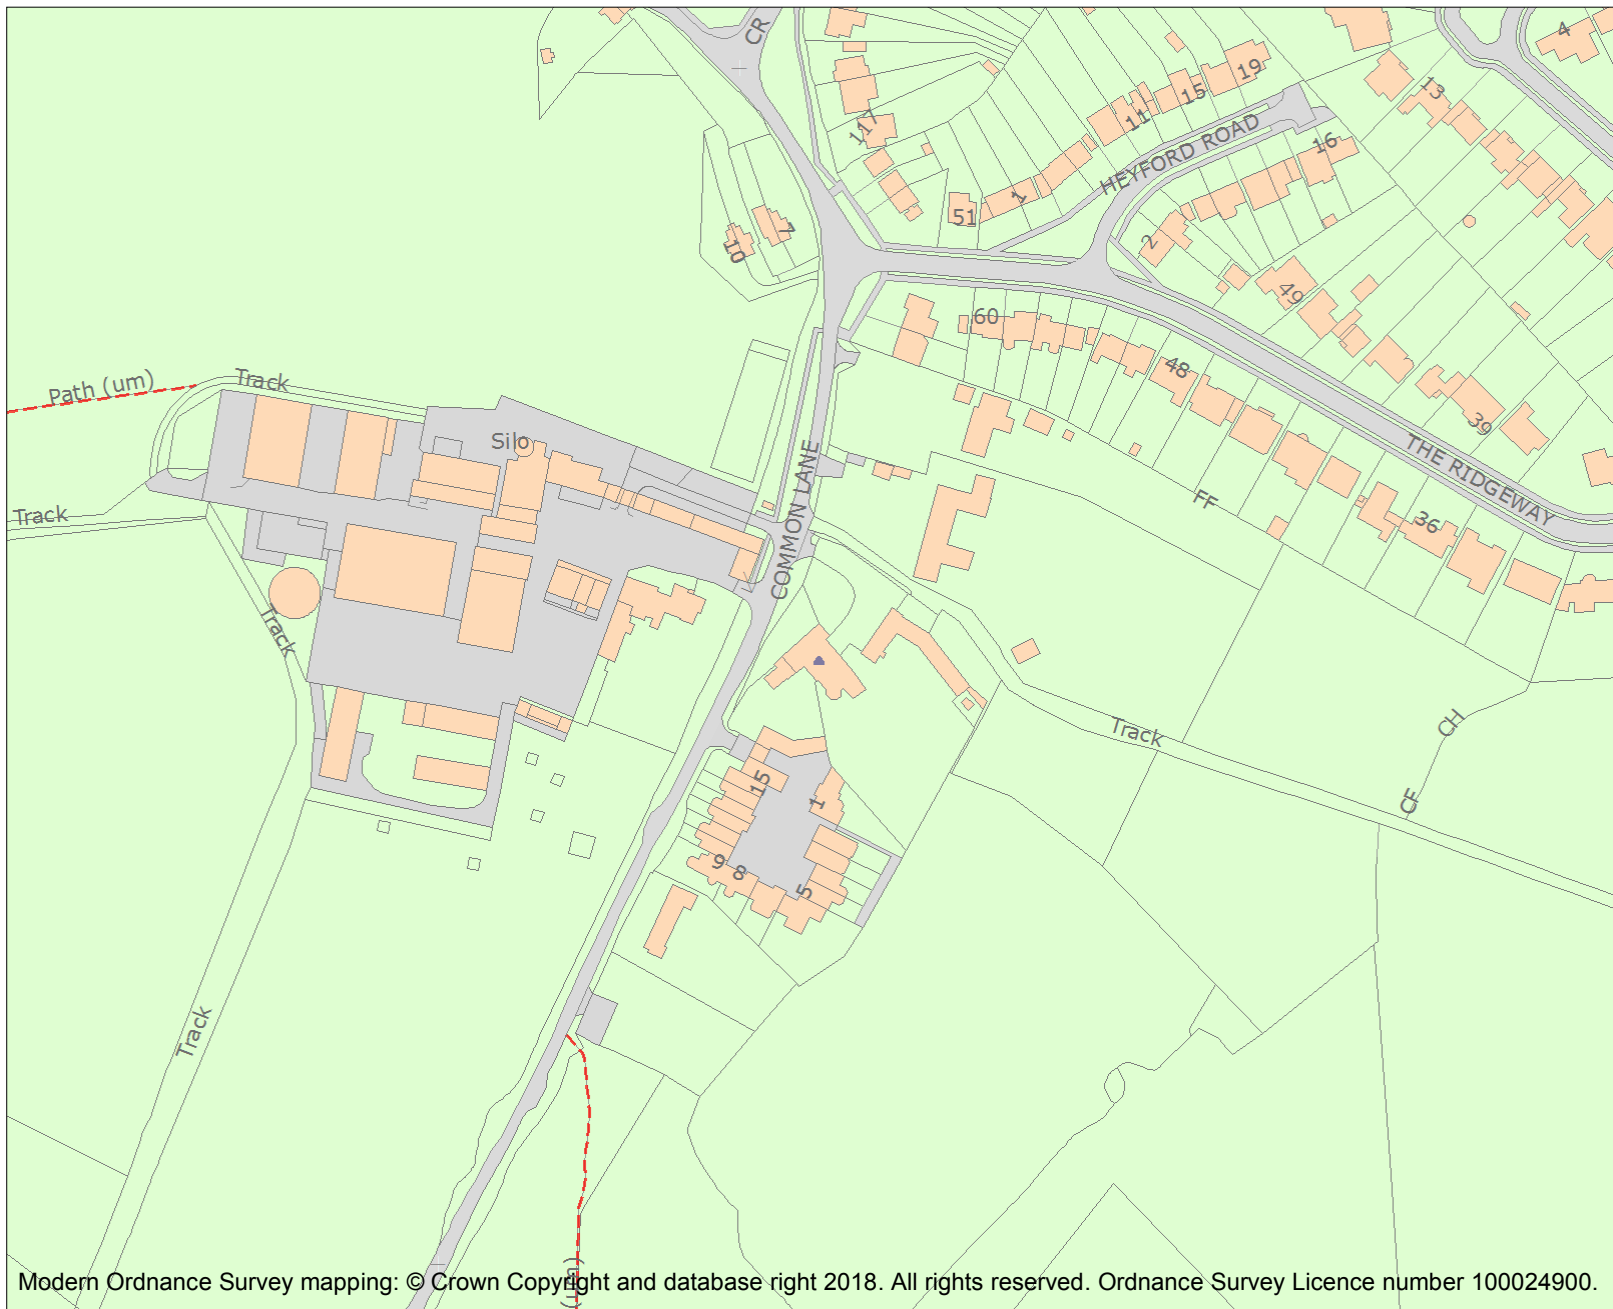 CR
4
19
13
15
11
117
HEYFORD ROAD
16
1
51
7
10
2
49
60
48
Path (um)
Track
39
Silo
THE RIDGEWAY
COMMON LANE
FF
Track
36
Track
CH
Track
15
1
CF
9
8
5
Track
(um)
Modern Ordnance Survey mapping: © Crown Copyright and database right 2018. All rights reserved. Ordnance Survey Licence number 100024900.